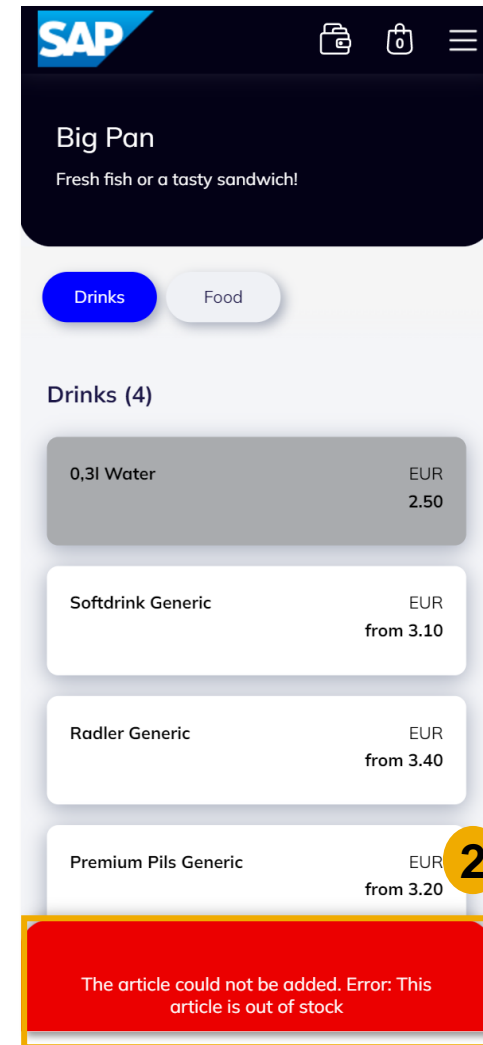 SAP
0
Big Pan
Fresh fish or a tasty sandwich!
Drinks
Food
Drinks (4)
0,3l Water
EUR
2.50
Softdrink Generic
EUR
from 3.10
Radler Generic
EUR
from 3.40
Premium Pils Generic
EUR
from 3.20
2
The article could not be added. Error: This
article is out of stock